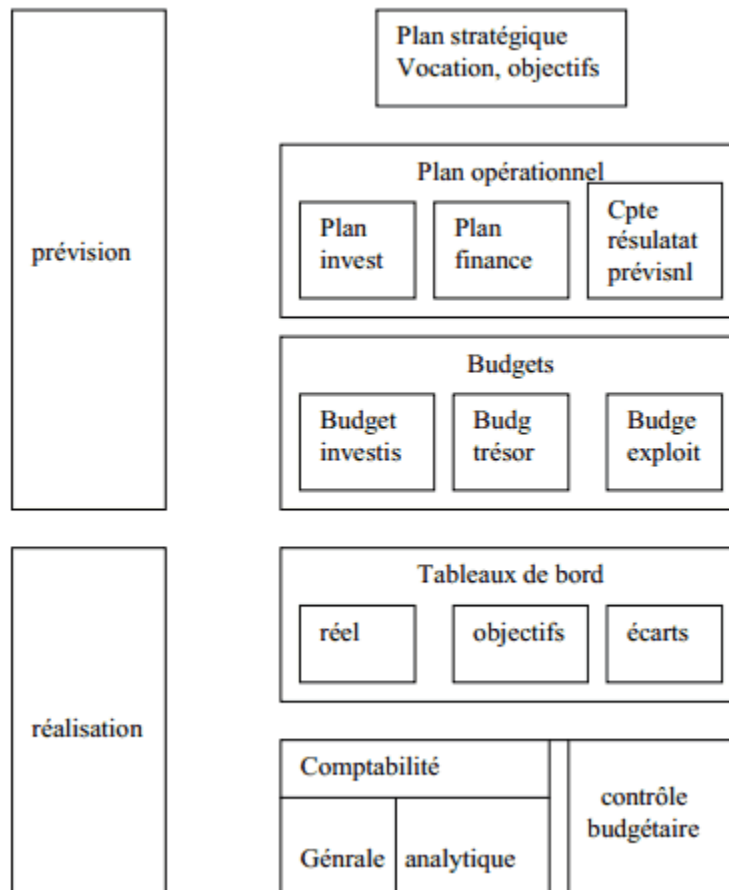 Plan stratégique
Vocation, objectifs
prévision
Plan opérationnel
Plan
invest
Plan
finance
Cpte
résulatat
prévisnl
Budgets
Budget
investis
Budg
trésor
Budge
exploit
réalisation
Tableaux de bord
réel
objectifs
écarts
Comptabilité
Génrale
analytique
contrôle
budgétaire